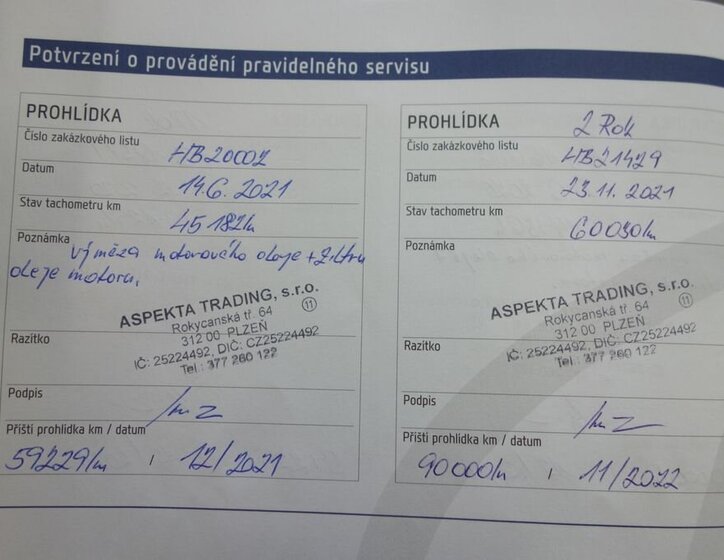 Potvrzení o provádění pravidelného servisu
PROHLÍDKA
Číslo zakázkového listu
HB20002
Datum
14.6.2021
Stav tachometru km
45182km
Poznámka
výměza motorového oleje + filtru
oleje motoru.
ASPEKTA TRADING, s.r.o.
Rokycanská tř. 64
11
312 00 PLZEŇ
IČ: 25224492, DIČ: CZ25224492
Tel.: 377 260 122
Razítko
Podpis
Příští prohlídka km / datum
59229km / 12/2021
PROHLÍDKA 2 Rok
Číslo zakázkového listu
HB21429
Datum
23.11.2021
Stav tachometru km
60030km
Poznámka
ASPEKTA TRADING, s.r.o.
Rokycanská tř. 64
11
312 00 PLZEŇ
IČ: 25224492, DIČ: CZ25224492
Tel.: 377 260 122
Razítko
Podpis
Příští prohlídka km / datum
90000km / 11/2022